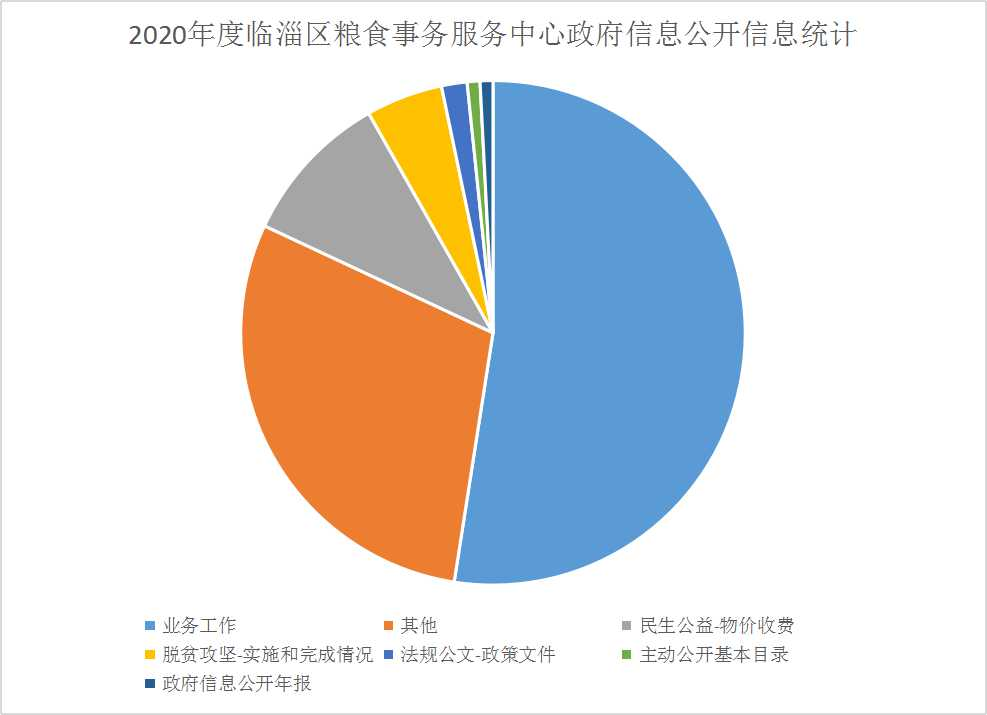 2020年度临淄区粮食事务服务中心政府信息公开信息统计
业务工作 其他 民生公益-物价收费
脱贫攻坚-实施和完成情况 法规公文-政策文件 主动公开基本目录
政府信息公开年报